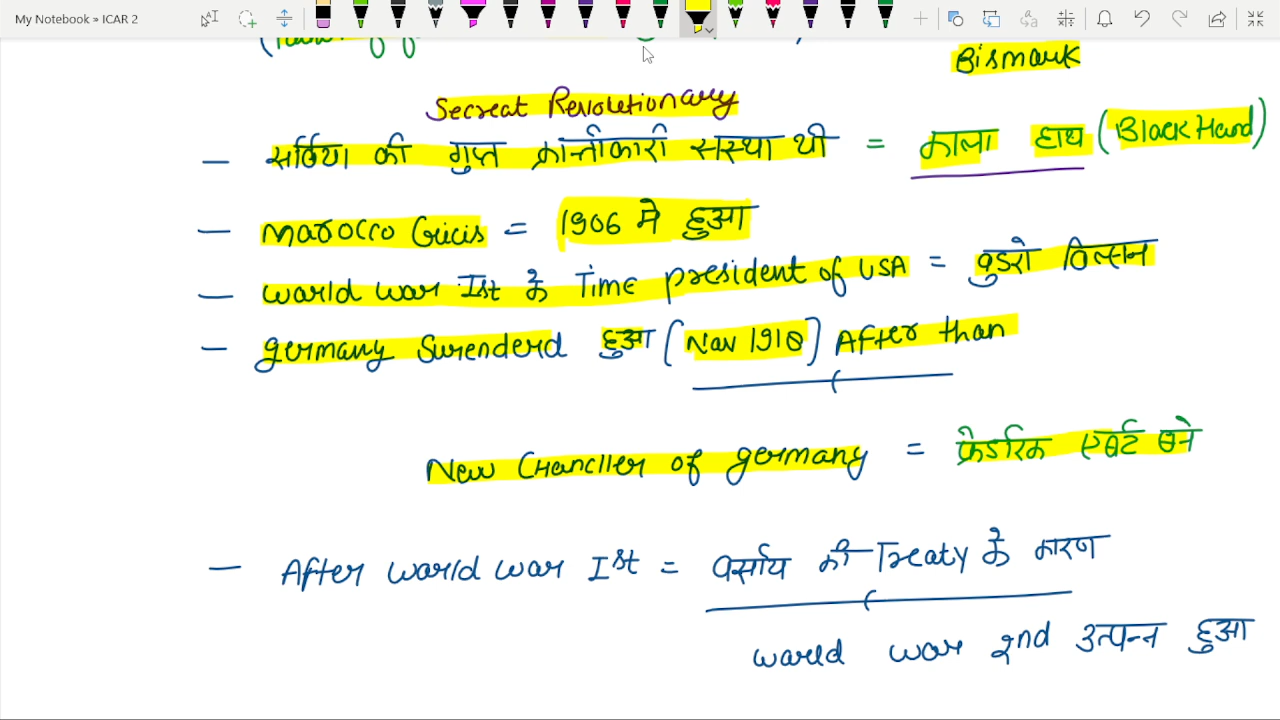 My Notebook » ICAR 2
Bismark
Secreat Revolutionary
– सर्बिया की गुप्त क्रान्तीकारी संस्था थी = काला हाथ (Black Hand)
– Marocco Cricis = 1906 मे हुआ
– World war Ist के Time president of USA = वुडरो विल्सन
– germany Surenderd हुआ (Nov 1918) After than
New Chancller of germany = फ्रेडरिक एबर्ट बने
– After world war Ist = वर्साय की Treaty के कारण
world war 2nd उत्पन्न हुआ